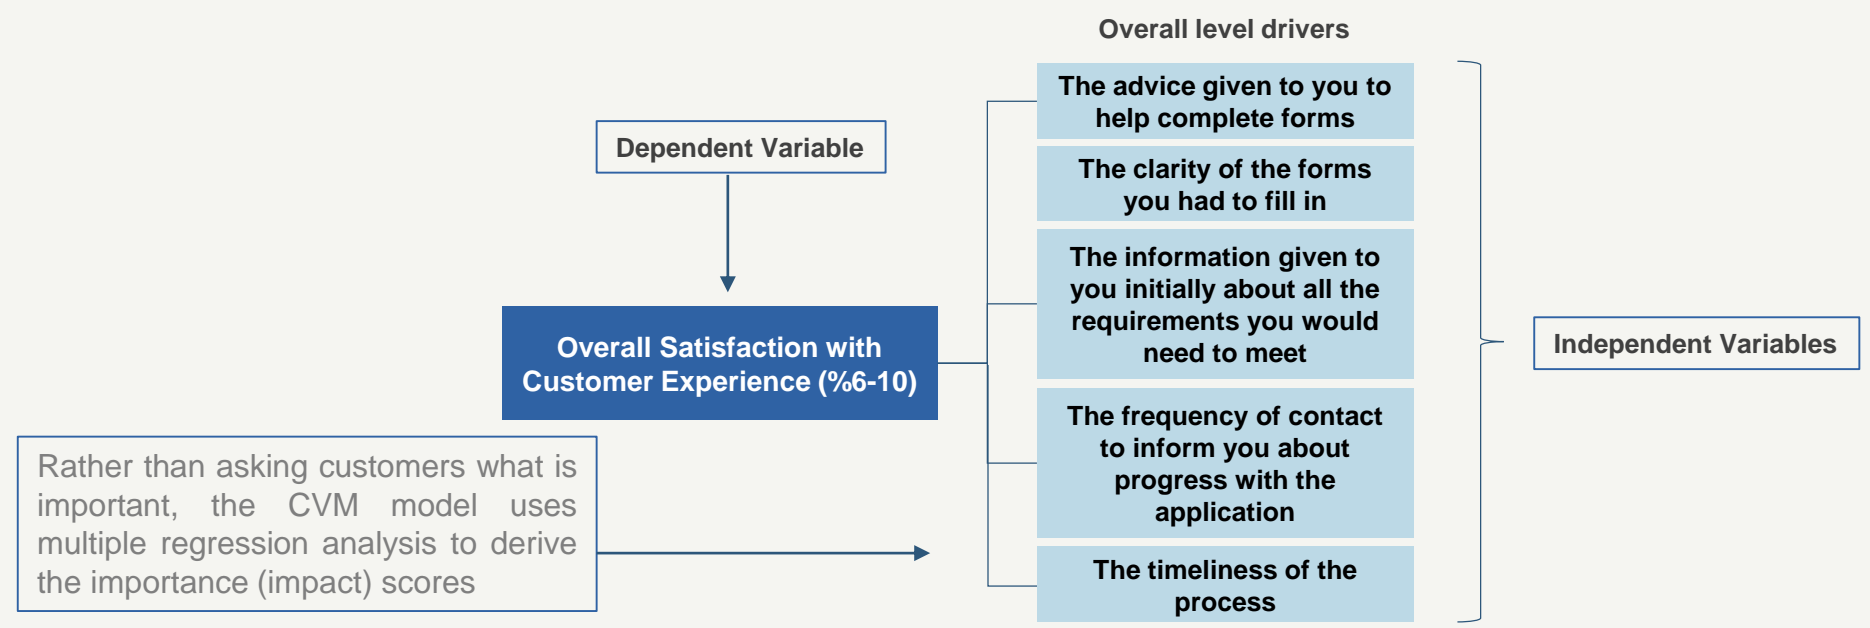 Overall level drivers
The advice given to you to
help complete forms
Dependent Variable
The clarity of the forms
you had to fill in
The information given to
you initially about all the
requirements you would
need to meet
Overall Satisfaction with
Customer Experience (%6-10)
Independent Variables
The frequency of contact
to inform you about
progress with the
application
Rather than asking customers what is
important, the CVM model uses
multiple regression analysis to derive
the importance (impact) scores
The timeliness of the
process